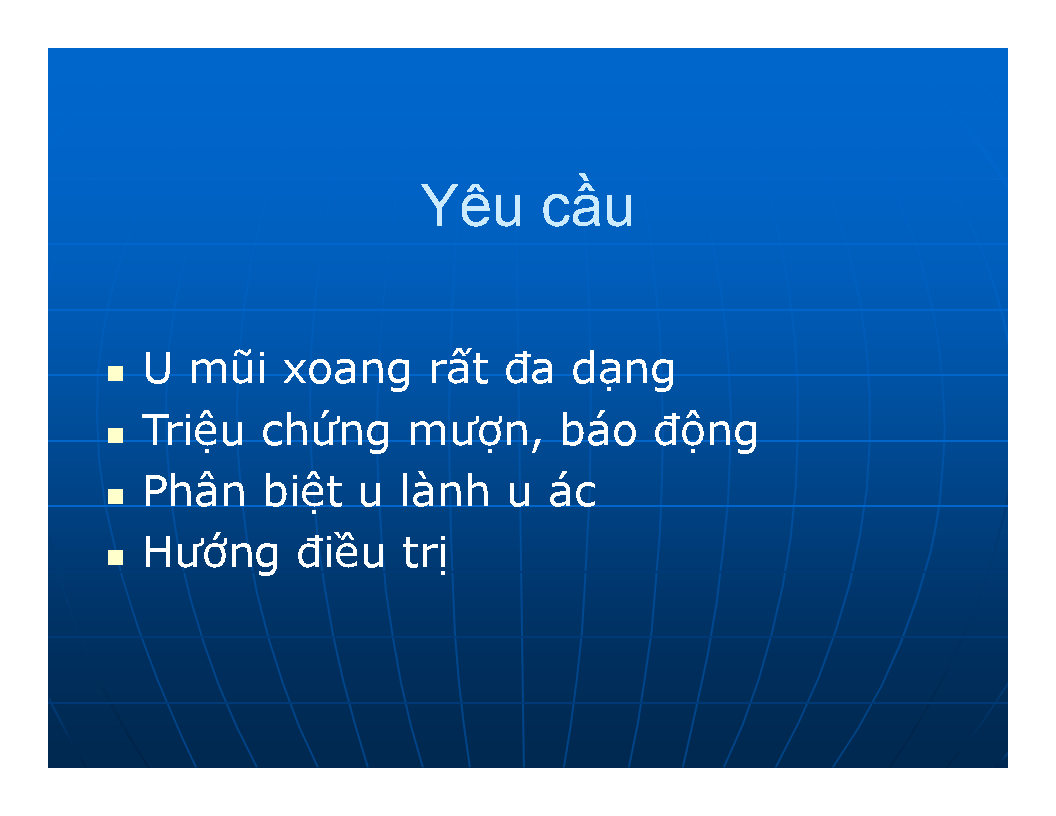 Yêu cầu
U mũi xoang rất đa dạng
Triệu chứng mượn, báo động
Phân biệt u lành u ác
Hướng điều trị